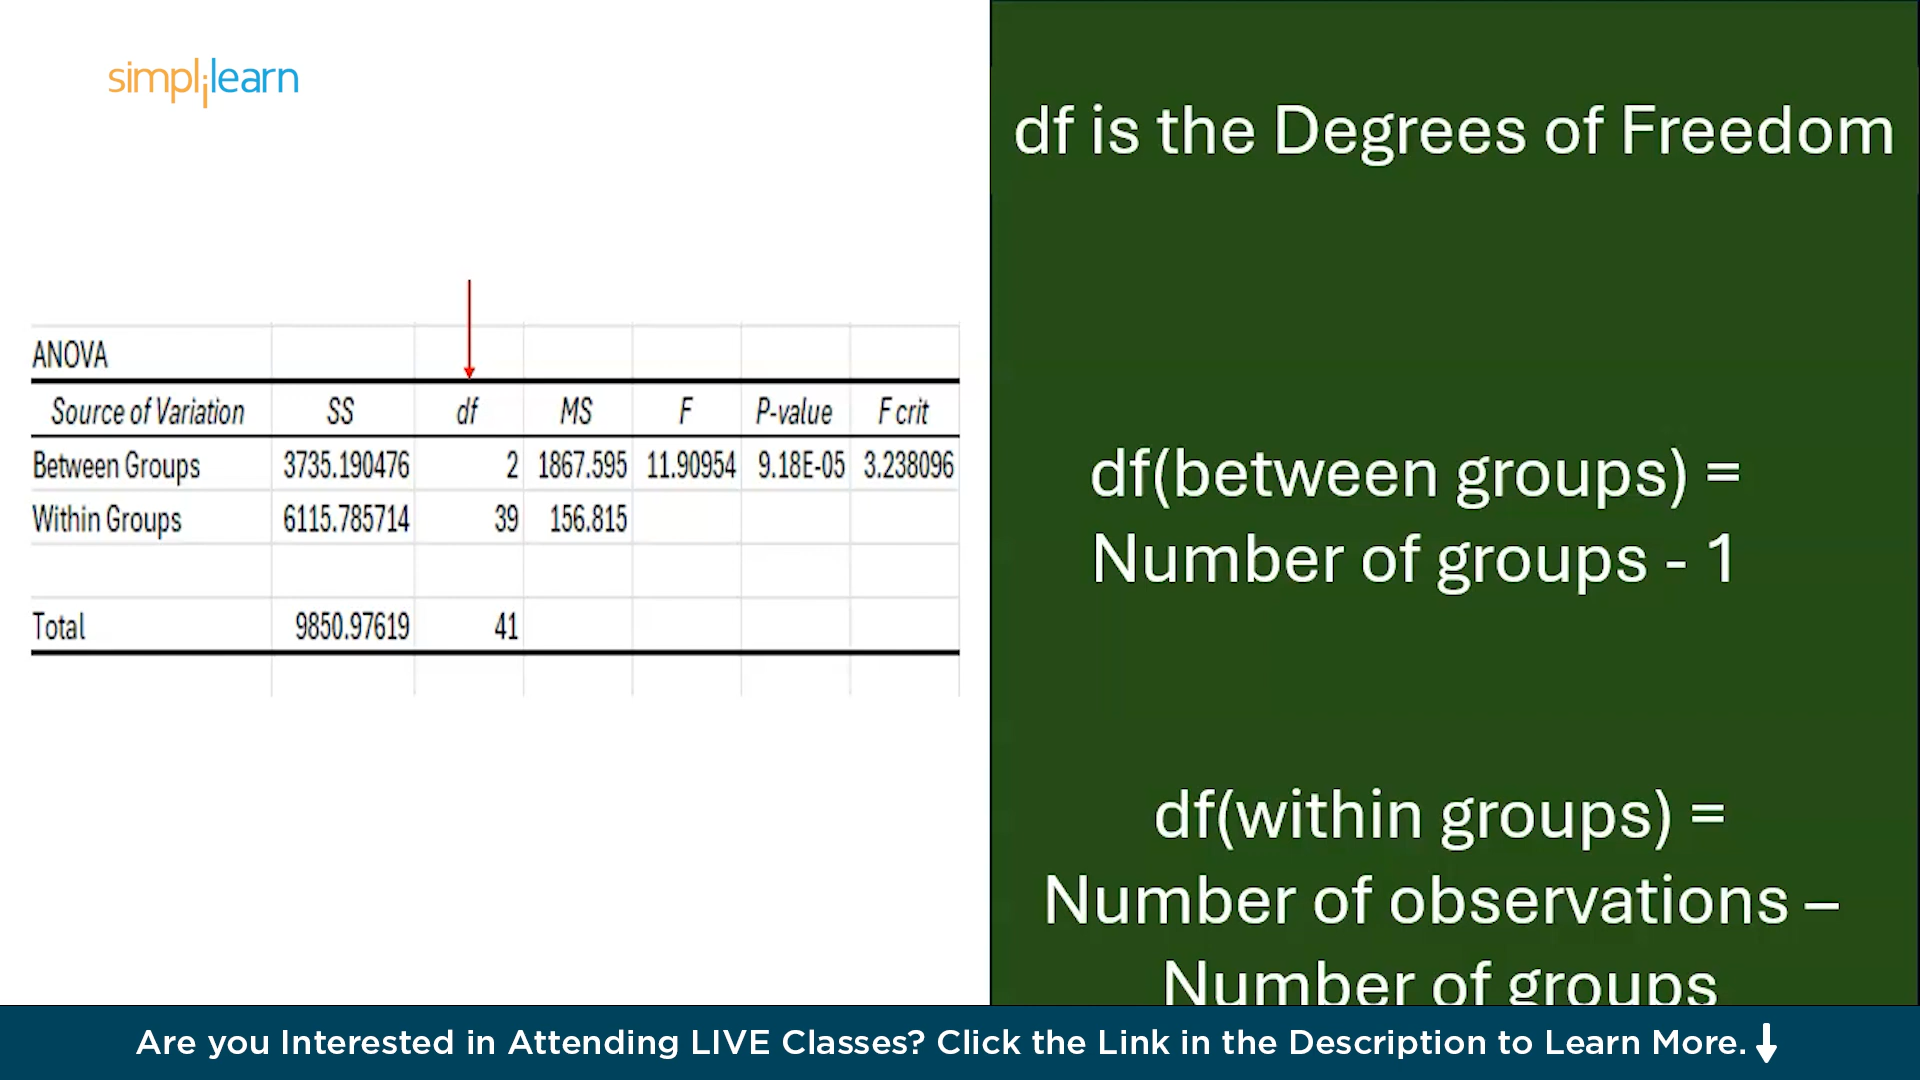 simplilearn
ANOVA
Source of Variation SS df MS F P-value F crit
Between Groups 3735.190476 2 1867.595 11.90954 9.18E-05 3.238096
Within Groups 6115.785714 39 156.815
Total 9850.97619 41
df is the Degrees of Freedom
df(between groups) =
Number of groups - 1
df(within groups) =
Number of observations –
Number of groups
Are you Interested in Attending LIVE Classes? Click the Link in the Description to Learn More.